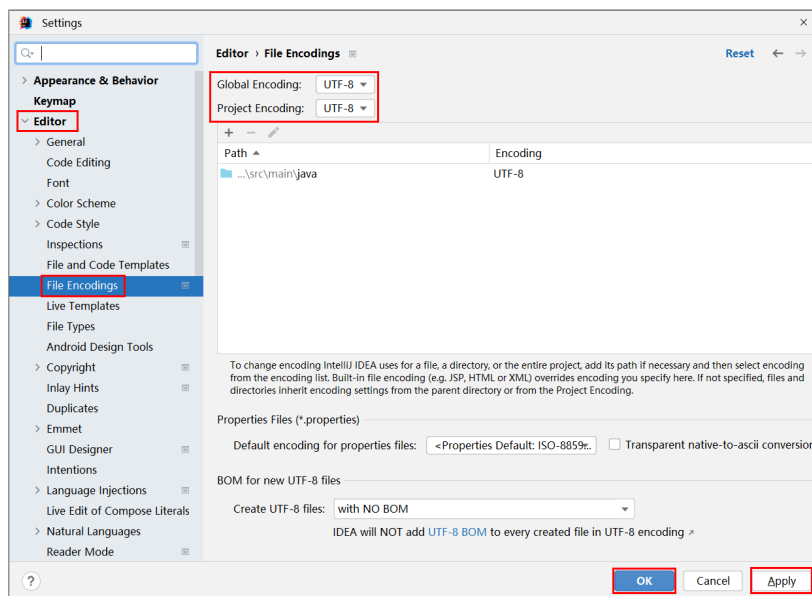 Settings
Editor › File Encodings
Reset
Appearance & Behavior
Keymap
Editor
General
Code Editing
Font
Color Scheme
Code Style
Inspections
File and Code Templates
File Encodings
Live Templates
File Types
Android Design Tools
Copyright
Inlay Hints
Duplicates
Emmet
GUI Designer
Intentions
Language Injections
Live Edit of Compose Literals
Natural Languages
Reader Mode
Global Encoding: UTF-8
Project Encoding: UTF-8
Path Encoding
...\src\main\java UTF-8
To change encoding IntelliJ IDEA uses for a file, a directory, or the entire project, add its path if necessary and then select encoding
from the encoding list. Built-in file encoding (e.g. JSP, HTML or XML) overrides encoding you specify here. If not specified, files and
directories inherit encoding settings from the parent directory or from the Project Encoding.
Properties Files (*.properties)
Default encoding for properties files: <Properties Default: ISO-8859-.. Transparent native-to-ascii conversion
BOM for new UTF-8 files
Create UTF-8 files: with NO BOM
IDEA will NOT add UTF-8 BOM to every created file in UTF-8 encoding ↗
? OK Cancel Apply